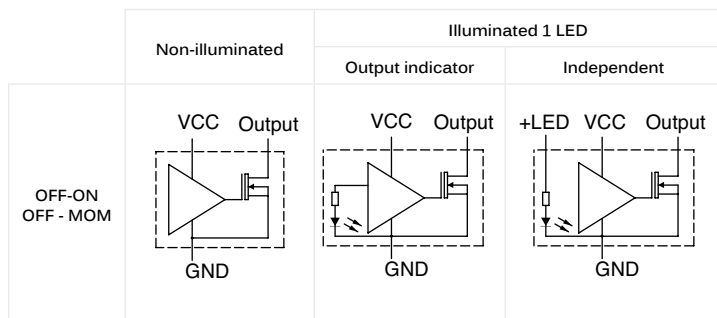 Non-illuminated
Illuminated 1 LED
Output indicator
Independent
OFF-ON
OFF - MOM
VCC Output
GND
VCC Output
GND
+LED VCC Output
GND